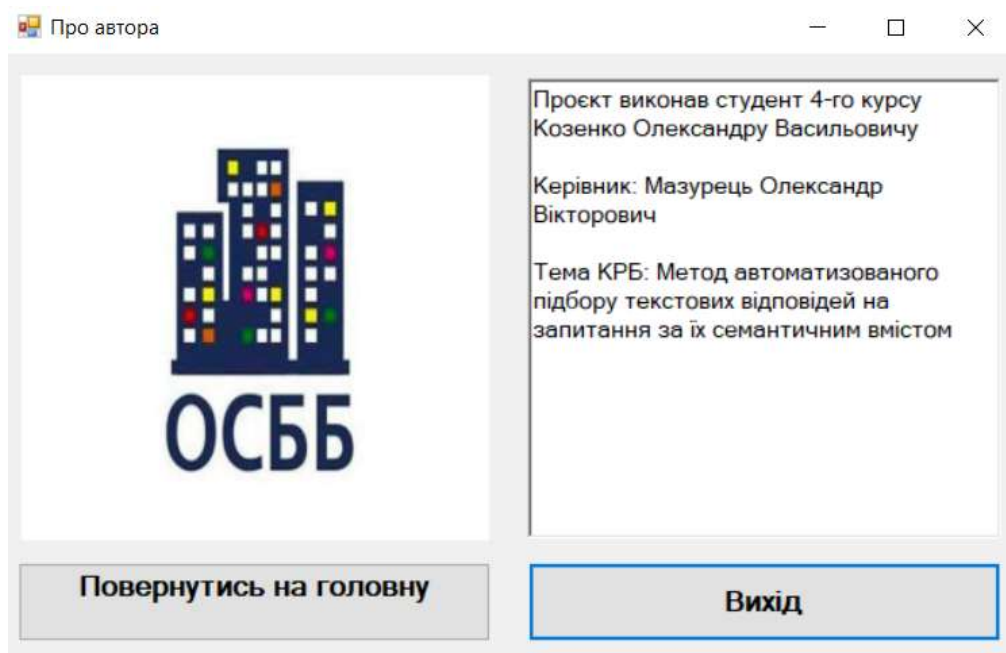 Про автора
ОСББ
Проєкт виконав студент 4-го курсу
Козенко Олександру Васильовичу
Керівник: Мазурець Олександр
Вікторович
Тема КРБ: Метод автоматизованого
підбору текстових відповідей на
запитання за їх семантичним вмістом
Повернутись на головну
Вихід